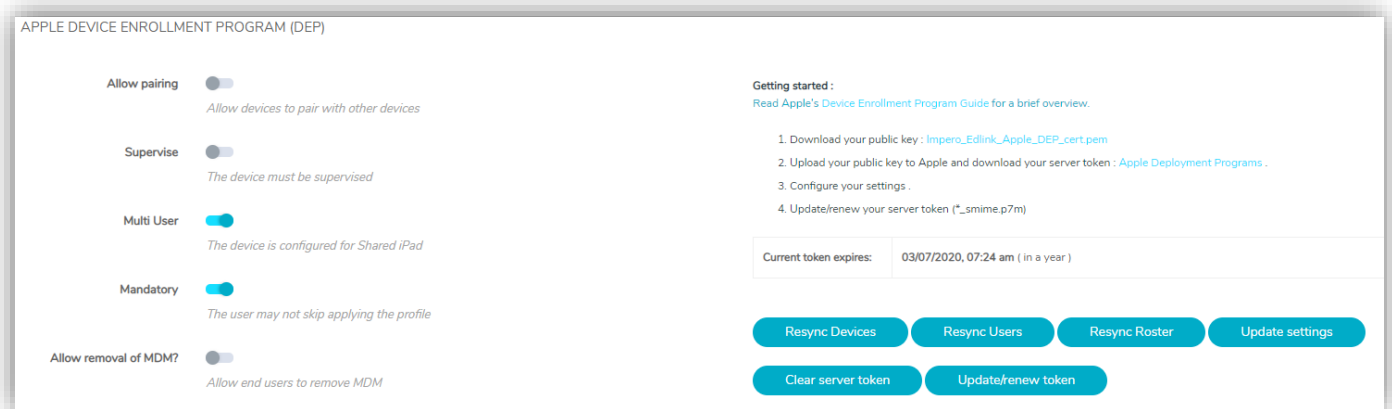 APPLE DEVICE ENROLLMENT PROGRAM (DEP)
Allow pairing
Allow devices to pair with other devices
Supervise
The device must be supervised
Multi User
The device is configured for Shared iPad
Mandatory
The user may not skip applying the profile
Allow removal of MDM?
Allow end users to remove MDM
Getting started :
Read Apple's Device Enrollment Program Guide for a brief overview.
1. Download your public key : Impero_Edlink_Apple_DEP_cert.pem
2. Upload your public key to Apple and download your server token : Apple Deployment Programs .
3. Configure your settings .
4. Update/renew your server token (*_smime.p7m)
Current token expires: 03/07/2020, 07:24 am ( in a year )
Resync Devices Resync Users Resync Roster Update settings
Clear server token Update/renew token